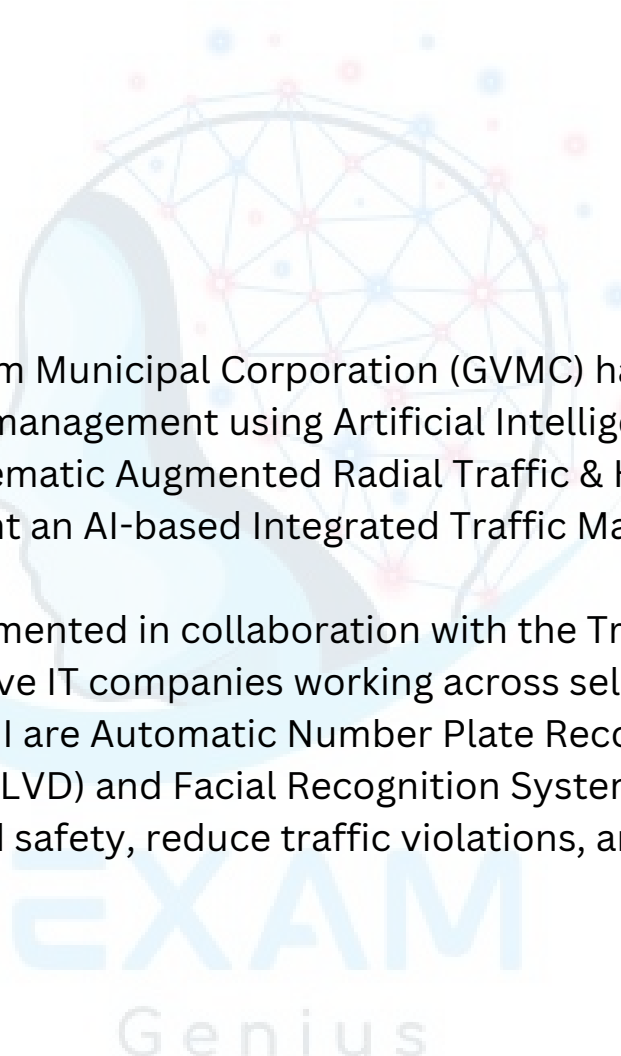 m Municipal Corporation (GVMC) ha
management using Artificial Intellig
ematic Augmented Radial Traffic & H
nt an AI-based Integrated Traffic Ma
mented in collaboration with the Tr
ve IT companies working across sel
I are Automatic Number Plate Reco
LVD) and Facial Recognition System
d safety, reduce traffic violations, an
EXAM
Genius